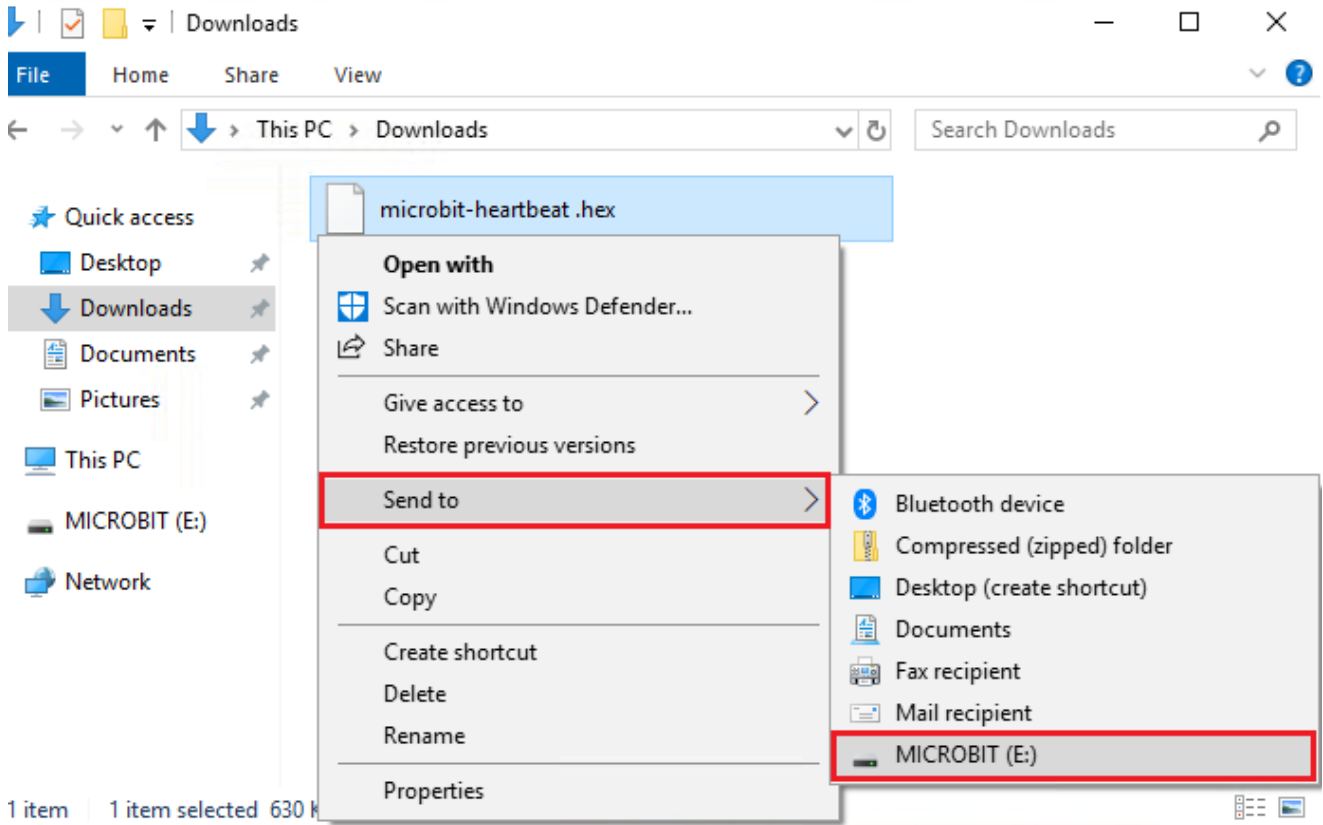 Downloads
File Home Share View
This PC > Downloads
Search Downloads
Quick access
Desktop
Downloads
Documents
Pictures
This PC
MICROBIT (E:)
Network
microbit-heartbeat .hex
Open with
Scan with Windows Defender...
Share
Give access to
Restore previous versions
Send to
Cut
Copy
Create shortcut
Delete
Rename
Properties
Bluetooth device
Compressed (zipped) folder
Desktop (create shortcut)
Documents
Fax recipient
Mail recipient
MICROBIT (E:)
1 item 1 item selected 630 K